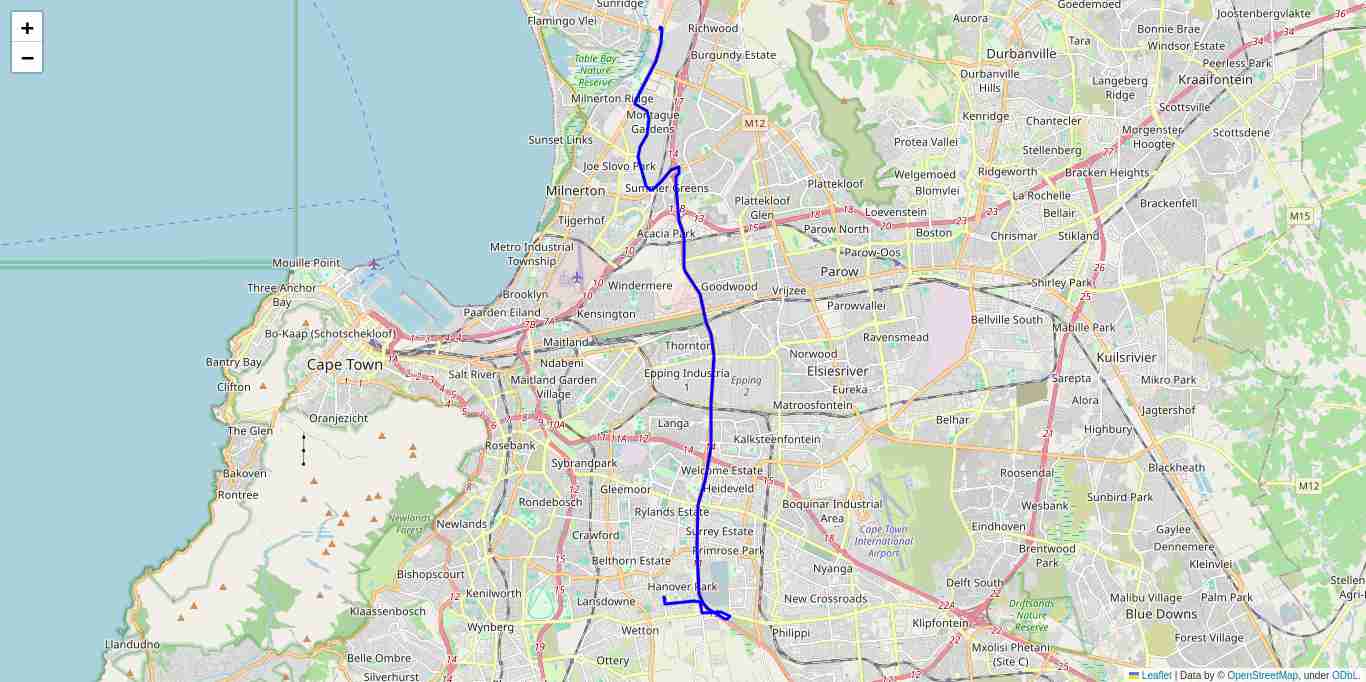 +
−
Sunridge
Flamingo Vlei
Richwood
Burgundy Estate
Aurora
Goedemoed
Tara
Durbanville
Durbanville
Hills
Joostenbergvlakte
Bonnie Brae
Windsor Estate
Peerless Park
Kraaifontein
Langeberg
Ridge
Scottsville
Scottsdene
Table Bay
Nature
Reserve
Milnerton Ridge
Montague
Gardens
Sunset Links
Joe Slovo Park
Summer Greens
Milnerton
Tijgerhof
M12
Kenridge
Chantecler
Morgenster
Hoogte
Protea Vallei
Stellenberg
Welgemoed
Ridgeworth
Bracken Heights
Plattekloof
Blomvlei
La Rochelle
Bellair
Brackenfell
M15
Plattekloof
Glen
Loevenstein
Acacia Park
Parow North
Boston
Chrismar
Stikland
Metro Industrial
Township
Parow-Oos
Parow
Mouille Point
Three Anchor
Bay
Windermere
Goodwood
Vrijzee
Shirley Park
Brooklyn
Paarden Eiland
Kensington
Parowvallei
Bellville South
Mabille Park
Bo-Kaap (Schotschekloof)
Maitland
Thornton
Ravensmead
Bantry Bay
Cape Town
Ndabeni
Norwood
Kuilsrivier
Salt River
Maitland Garden
Village
Epping Industria
1
Epping
2
Elsiesriver
Eureka
Sarepta
Mikro Park
Clifton
Matroosfontein
Alora
Jagtershof
Oranjezicht
Langa
Belhar
Highbury
The Glen
Rosebank
Kalksteenfontein
Bakoven
Sybrandpark
Welcome Estate
Roosendal
Blackheath
Rontree
Gleemoor
Heideveld
M12
Rondebosch
Boquinar Industrial
Area
Sunbird Park
Wesbank
Newlands
Forest
Newlands
Rylands Estate
Surrey Estate
Cape Town
International
Airport
Eindhoven
Gaylee
Crawford
Primrose Park
Brentwood
Park
Dennemere
Belthorn Estate
Nyanga
Kleinvlei
Bishopscourt
Hanover Park
Delft South
Kenilworth
Lansdowne
New Crossroads
Malibu Village
Palm Park
Klaassenbosch
Driftsands
Nature
Reserve
Blue Downs
Wynberg
Wetton
Philippi
Klipfontein
Forest Village
Llandudno
Belle Ombre
Ottery
Mxolisi Phetani
(Site C)
Silverhurst
Leaflet | Data by © OpenStreetMap, under ODbL.